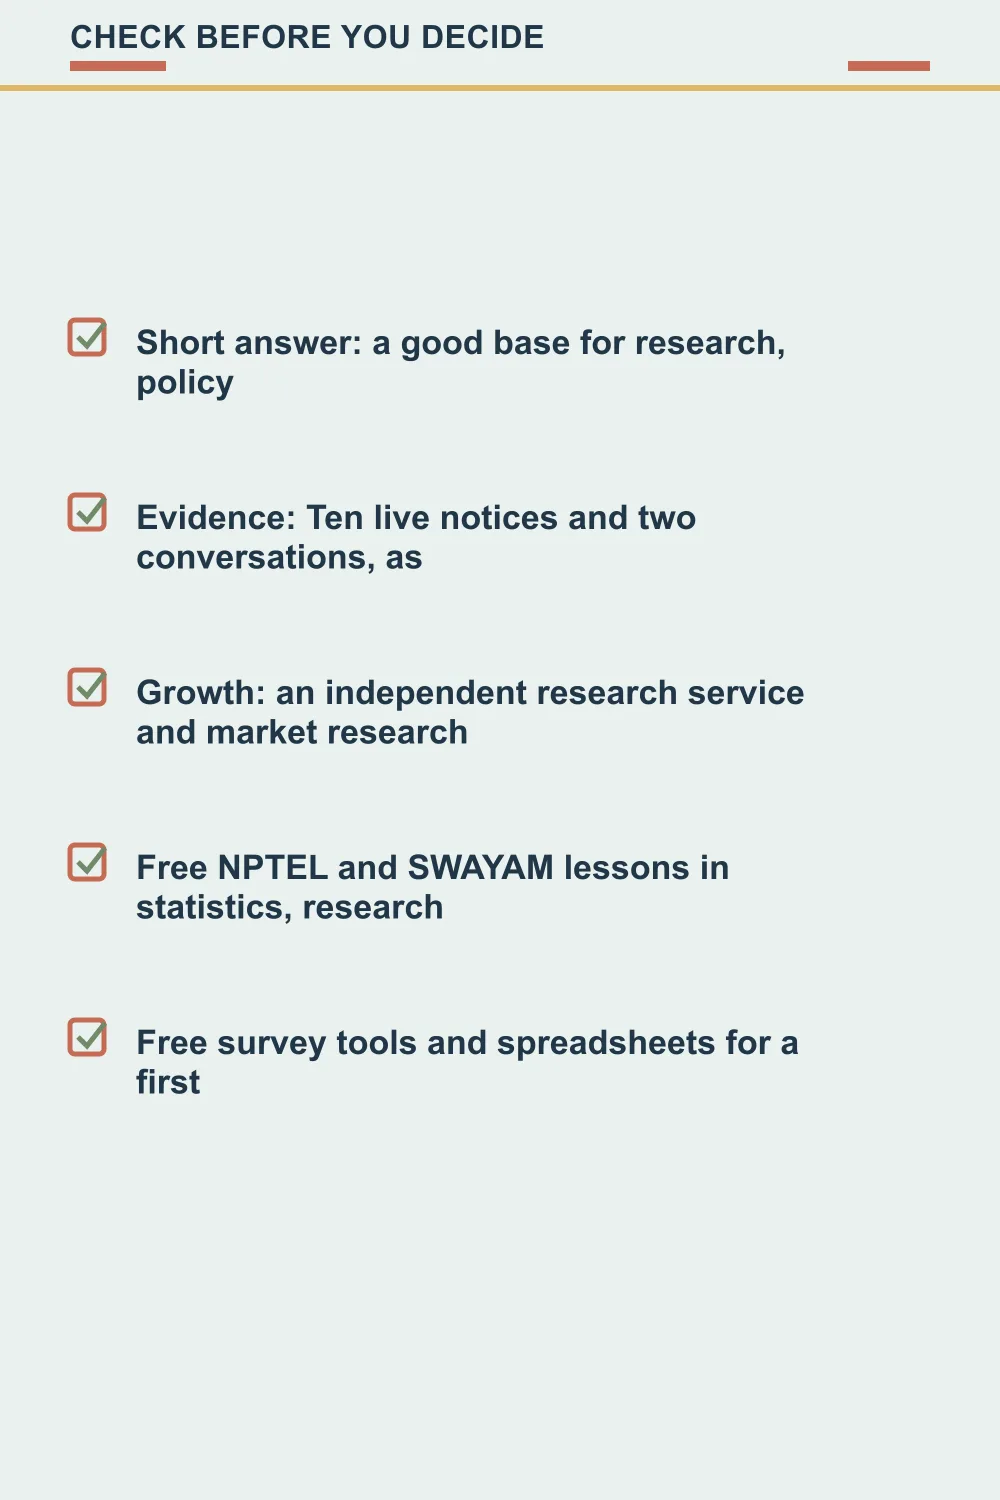 CHECK BEFORE YOU DECIDE
Short answer: a good base for research,
policy
Evidence: Ten live notices and two
conversations, as
Growth: an independent research service
and market research
Free NPTEL and SWAYAM lessons in
statistics, research
Free survey tools and spreadsheets for a
first